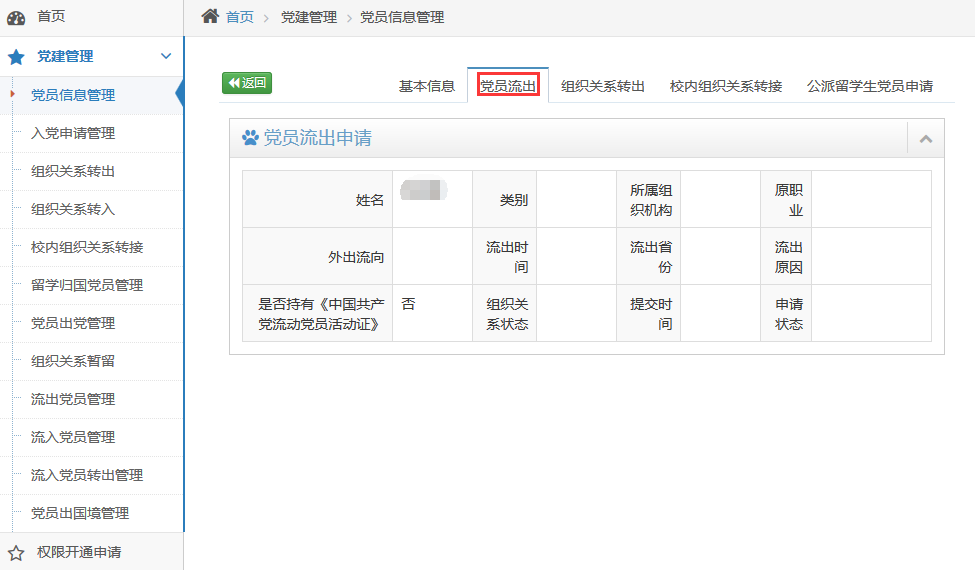 首页
党建管理
党员信息管理
入党申请管理
组织关系转出
组织关系转入
校内组织关系转接
留学归国党员管理
党员出党管理
组织关系暂留
流出党员管理
流入党员管理
流入党员转出管理
党员出国境管理
权限开通申请
首页 党建管理 党员信息管理
返回
基本信息 党员流出 组织关系转出 校内组织关系转接 公派留学生党员申请
党员流出申请
姓名 类别 所属组织机构 原职业
外出流向 流出时间 流出省份 流出原因
是否持有《中国共产党流动党员活动证》 否 组织关系状态 提交时间 申请状态